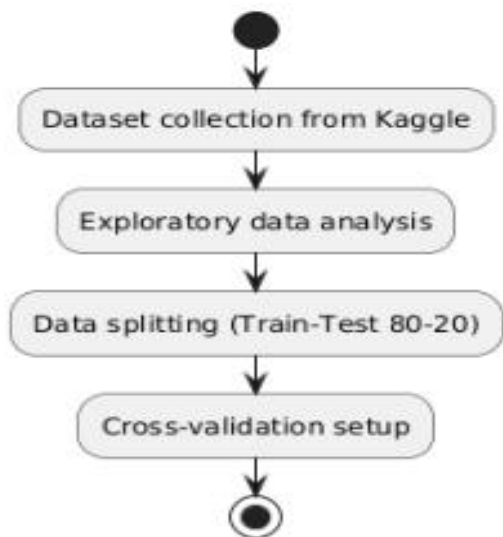 Dataset collection from Kaggle
Exploratory data analysis
Data splitting (Train-Test 80-20)
Cross-validation setup